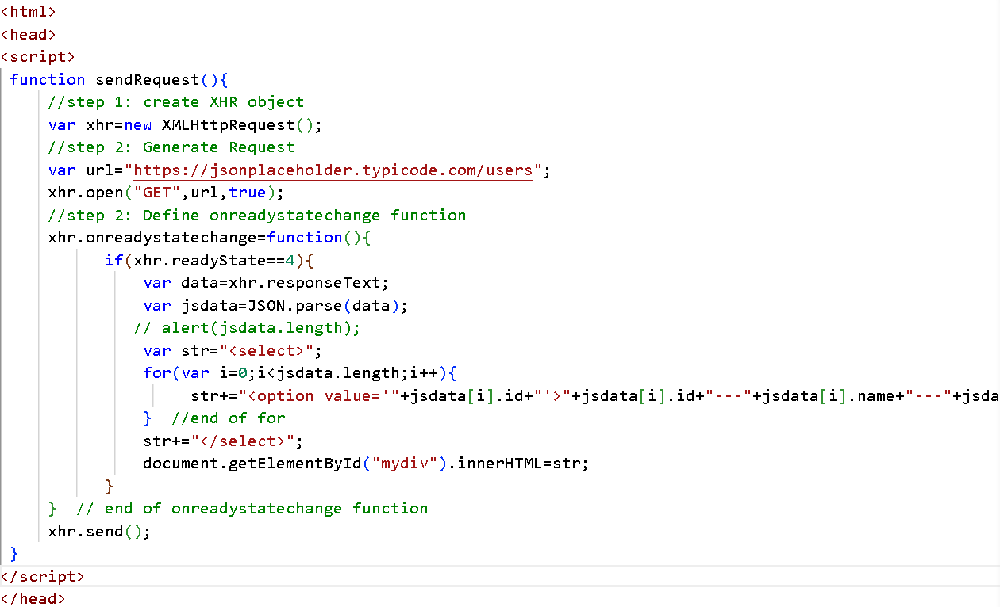 <html>
<head>
<script>
function sendRequest(){
//step 1: create XHR object
var xhr=new XMLHttpRequest();
//step 2: Generate Request
var url="https://jsonplaceholder.typicode.com/users";
xhr.open("GET",url,true);
//step 2: Define onreadystatechange function
xhr.onreadystatechange=function(){
if(xhr.readyState==4){
var data=xhr.responseText;
var jsdata=JSON.parse(data);
// alert(jsdata.length);
var str="<select>";
for(var i=0;i<jsdata.length;i++){
str+="<option value='"+jsdata[i].id+"'>"+jsdata[i].id+"---"+jsdata[i].name+"---"+jsda
}  //end of for
str+="</select>";
document.getElementById("mydiv").innerHTML=str;
}
}  // end of onreadystatechange function
xhr.send();
}
</script>
</head>